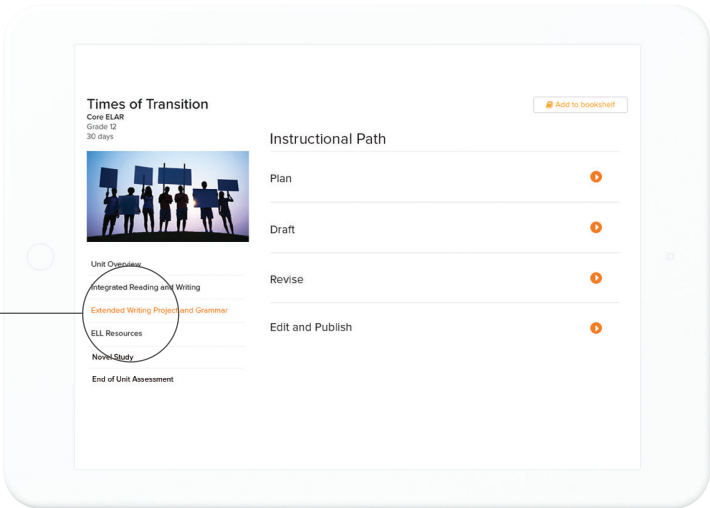 Times of Transition
Core ELAR
Grade 12
30 days
Add to bookshelf
Unit Overview
Integrated Reading and Writing
Extended Writing Project and Grammar
ELL Resources
Novel Study
End of Unit Assessment
Instructional Path
Plan
Draft
Revise
Edit and Publish